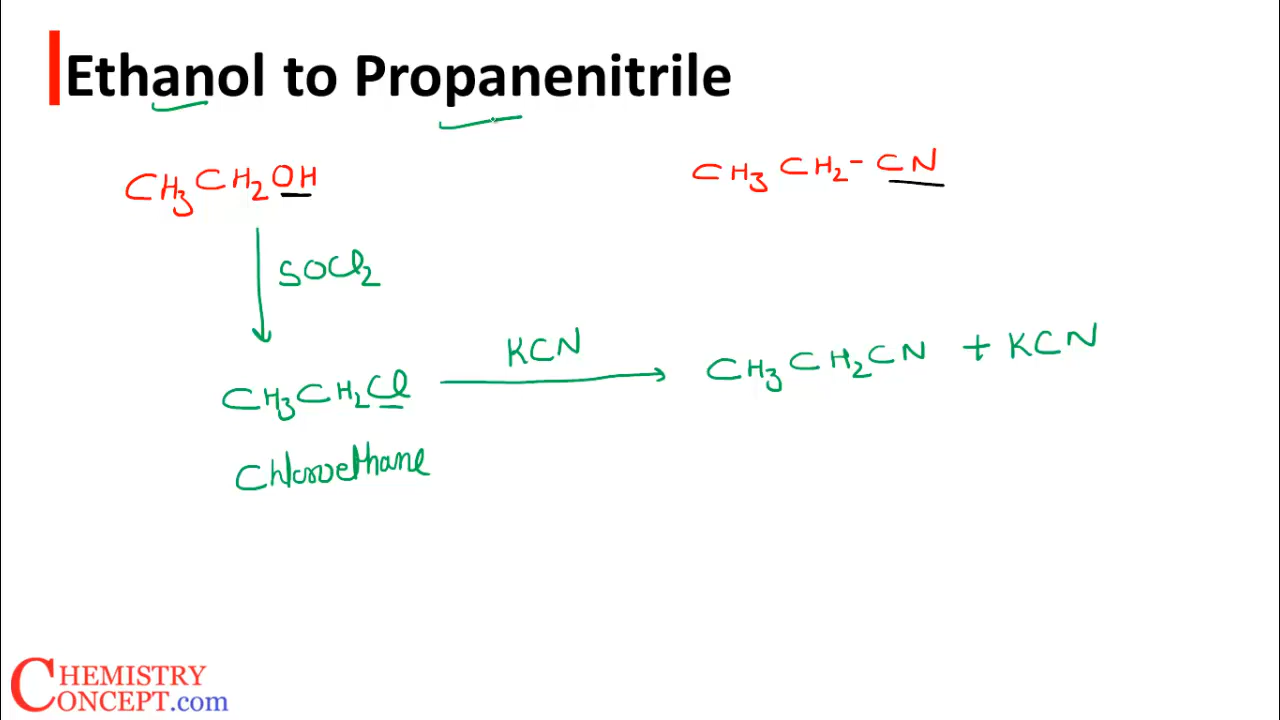 Ethanol to Propanenitrile
CH3CH2OH
CH3CH2-CN
SOCl2
CH3CH2Cl
KCN
CH3CH2CN + KCN
Chloroethane
CHEMISTRY
CONCEPT.com